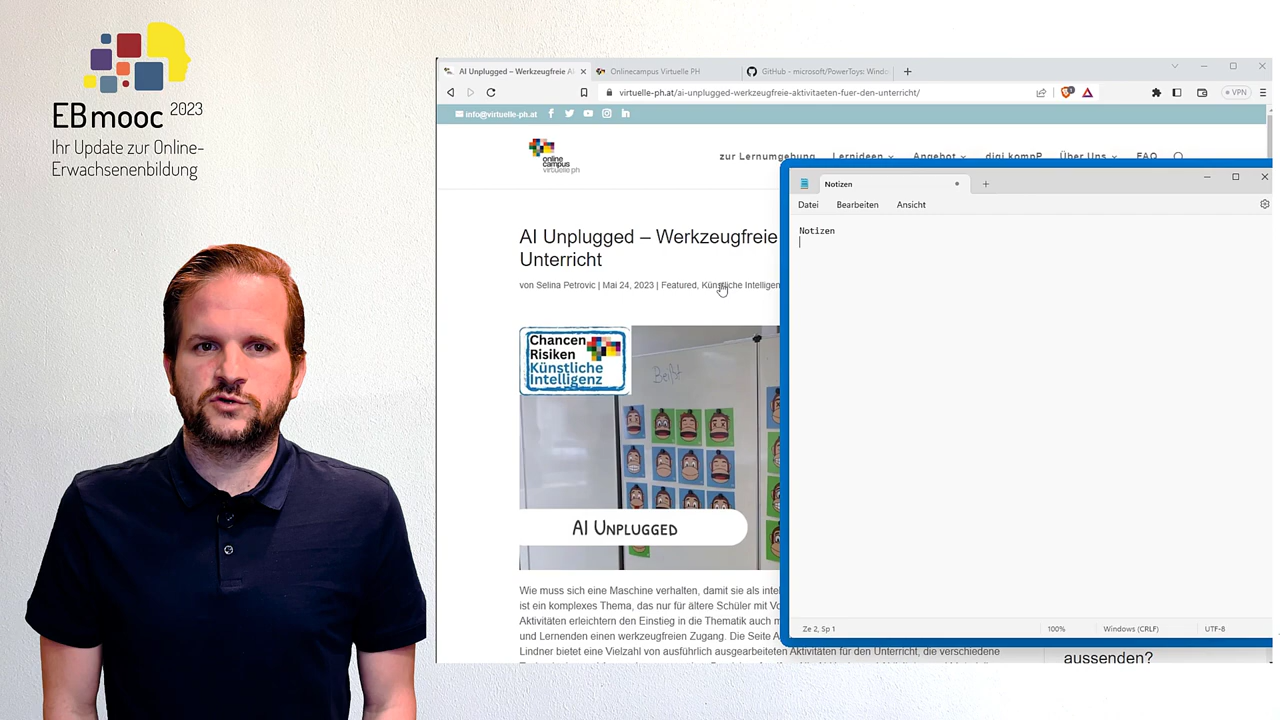 EBmooc 2023
Ihr Update zur Online-
Erwachsenenbildung
AI Unplugged – Werkzeugfreie Ak
Onlinecampus Virtuelle PH
GitHub - microsoft/PowerToys: Windo
virtuelle-ph.at/ai-unplugged-werkzeugfreie-aktivitaeten-fuer-den-unterricht/
VPN
info@virtuelle-ph.at
online
campus
virtuelle ph
zur Lernumgebung Lernideen Angebot digi.kompP Über Uns FAQ
AI Unplugged – Werkzeugfreie
Unterricht
von Selina Petrovic | Mai 24, 2023 | Featured, Künstliche Intelligen
Chancen
Risiken
Künstliche
Intelligenz
Beißt
AI Unplugged
Wie muss sich eine Maschine verhalten, damit sie als intel
ist ein komplexes Thema, das nur für ältere Schüler mit Vo
Aktivitäten erleichtern den Einstieg in die Thematik auch m
und Lernenden einen werkzeugfreien Zugang. Die Seite A
Lindner bietet eine Vielzahl von ausführlich ausgearbeiteten Aktivitäten für den Unterricht, die verschiedene
aussenden?
Notizen
Datei Bearbeiten Ansicht
Notizen
Ze 2, Sp 1
100%
Windows (CRLF)
UTF-8